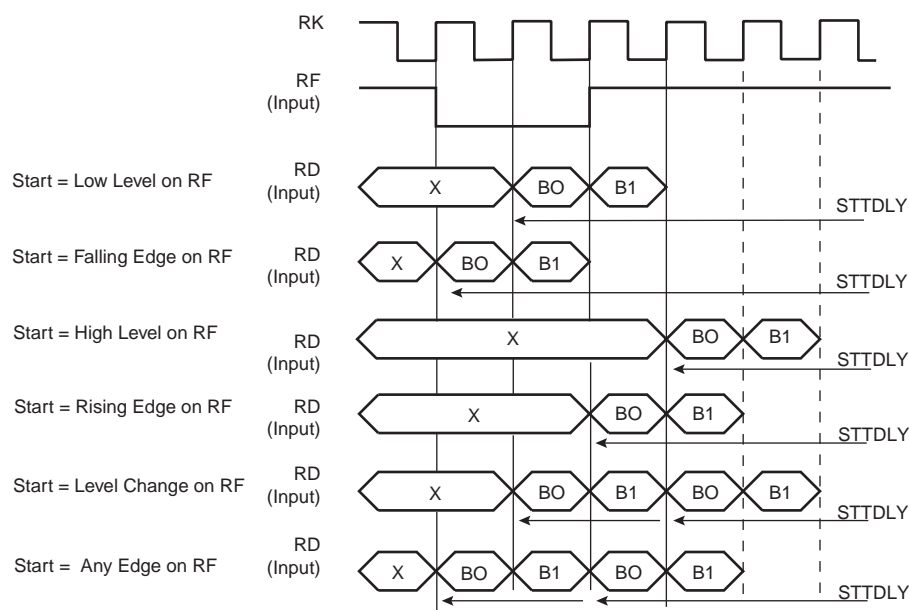 RK
RF
(Input)
Start = Low Level on RF
RD
(Input)
X
BO
B1
STTDLY
Start = Falling Edge on RF
RD
(Input)
X
BO
B1
STTDLY
Start = High Level on RF
RD
(Input)
X
BO
B1
STTDLY
Start = Rising Edge on RF
RD
(Input)
X
BO
B1
STTDLY
Start = Level Change on RF
RD
(Input)
X
BO
B1
BO
B1
STTDLY
Start = Any Edge on RF
RD
(Input)
X
BO
B1
BO
B1
STTDLY